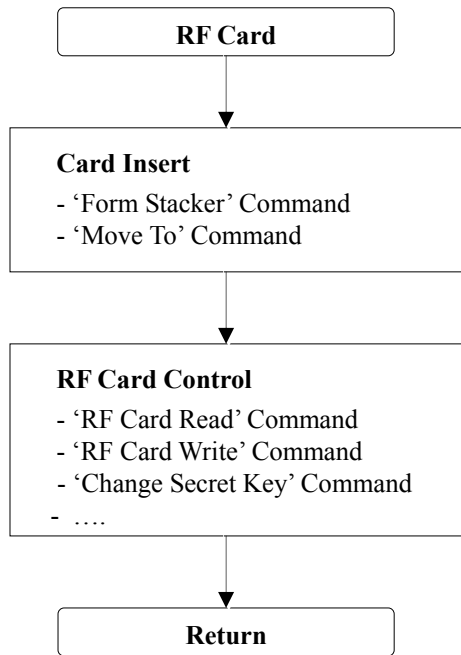 RF Card
Card Insert
- ‘Form Stacker’ Command
- ‘Move To’ Command
RF Card Control
- ‘RF Card Read’ Command
- ‘RF Card Write’ Command
- ‘Change Secret Key’ Command
- ….
Return